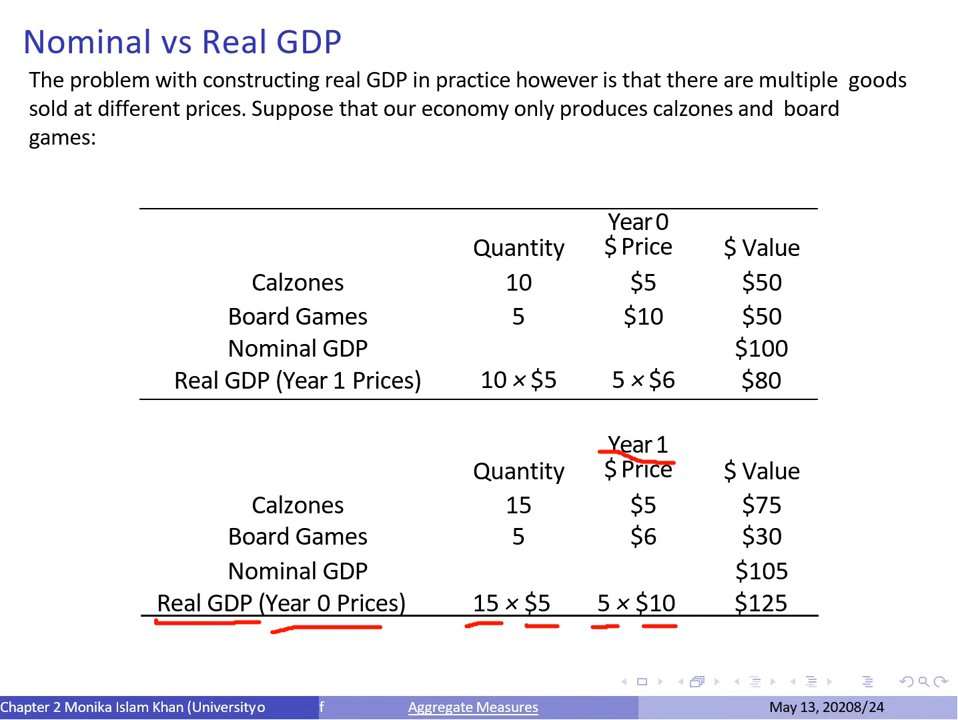 Nominal vs Real GDP
The problem with constructing real GDP in practice however is that there are multiple goods
sold at different prices. Suppose that our economy only produces calzones and board
games:
Year 0
Quantity $ Price $ Value
Calzones 10 $5 $50
Board Games 5 $10 $50
Nominal GDP $100
Real GDP (Year 1 Prices) 10 × $5 5 × $6 $80
Year 1
Quantity $ Price $ Value
Calzones 15 $5 $75
Board Games 5 $6 $30
Nominal GDP $105
Real GDP (Year 0 Prices) 15 × $5 5 × $10 $125
Chapter 2 Monika Islam Khan (Universityo f Aggregate Measures May 13, 20208/24